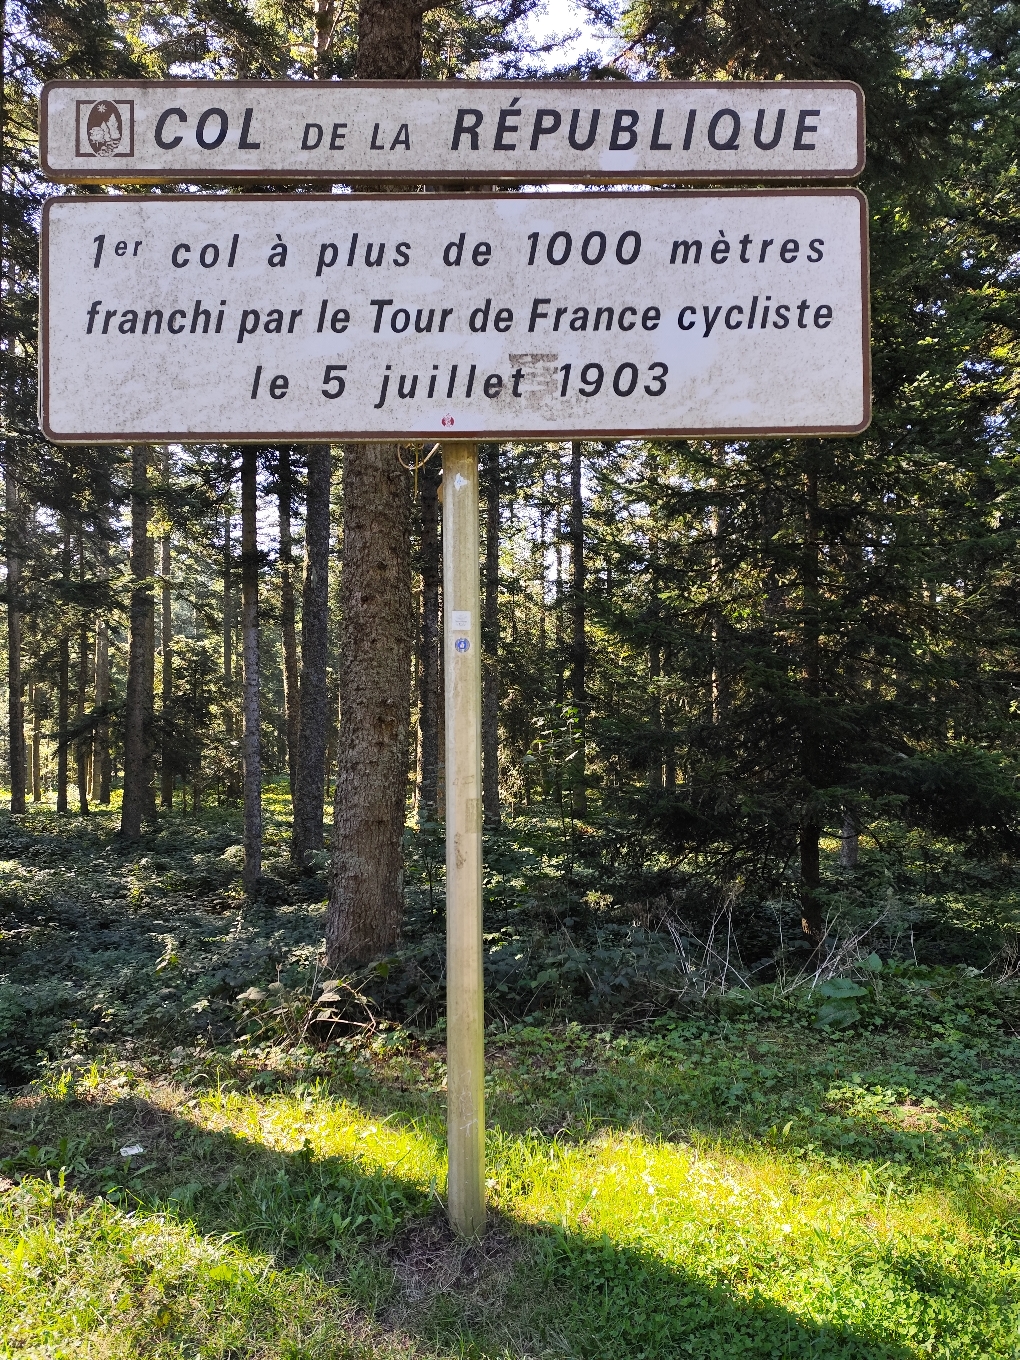 COL DE LA RÉPUBLIQUE
1er col à plus de 1000 mètres
franchi par le Tour de France cycliste
le 5 juillet 1903